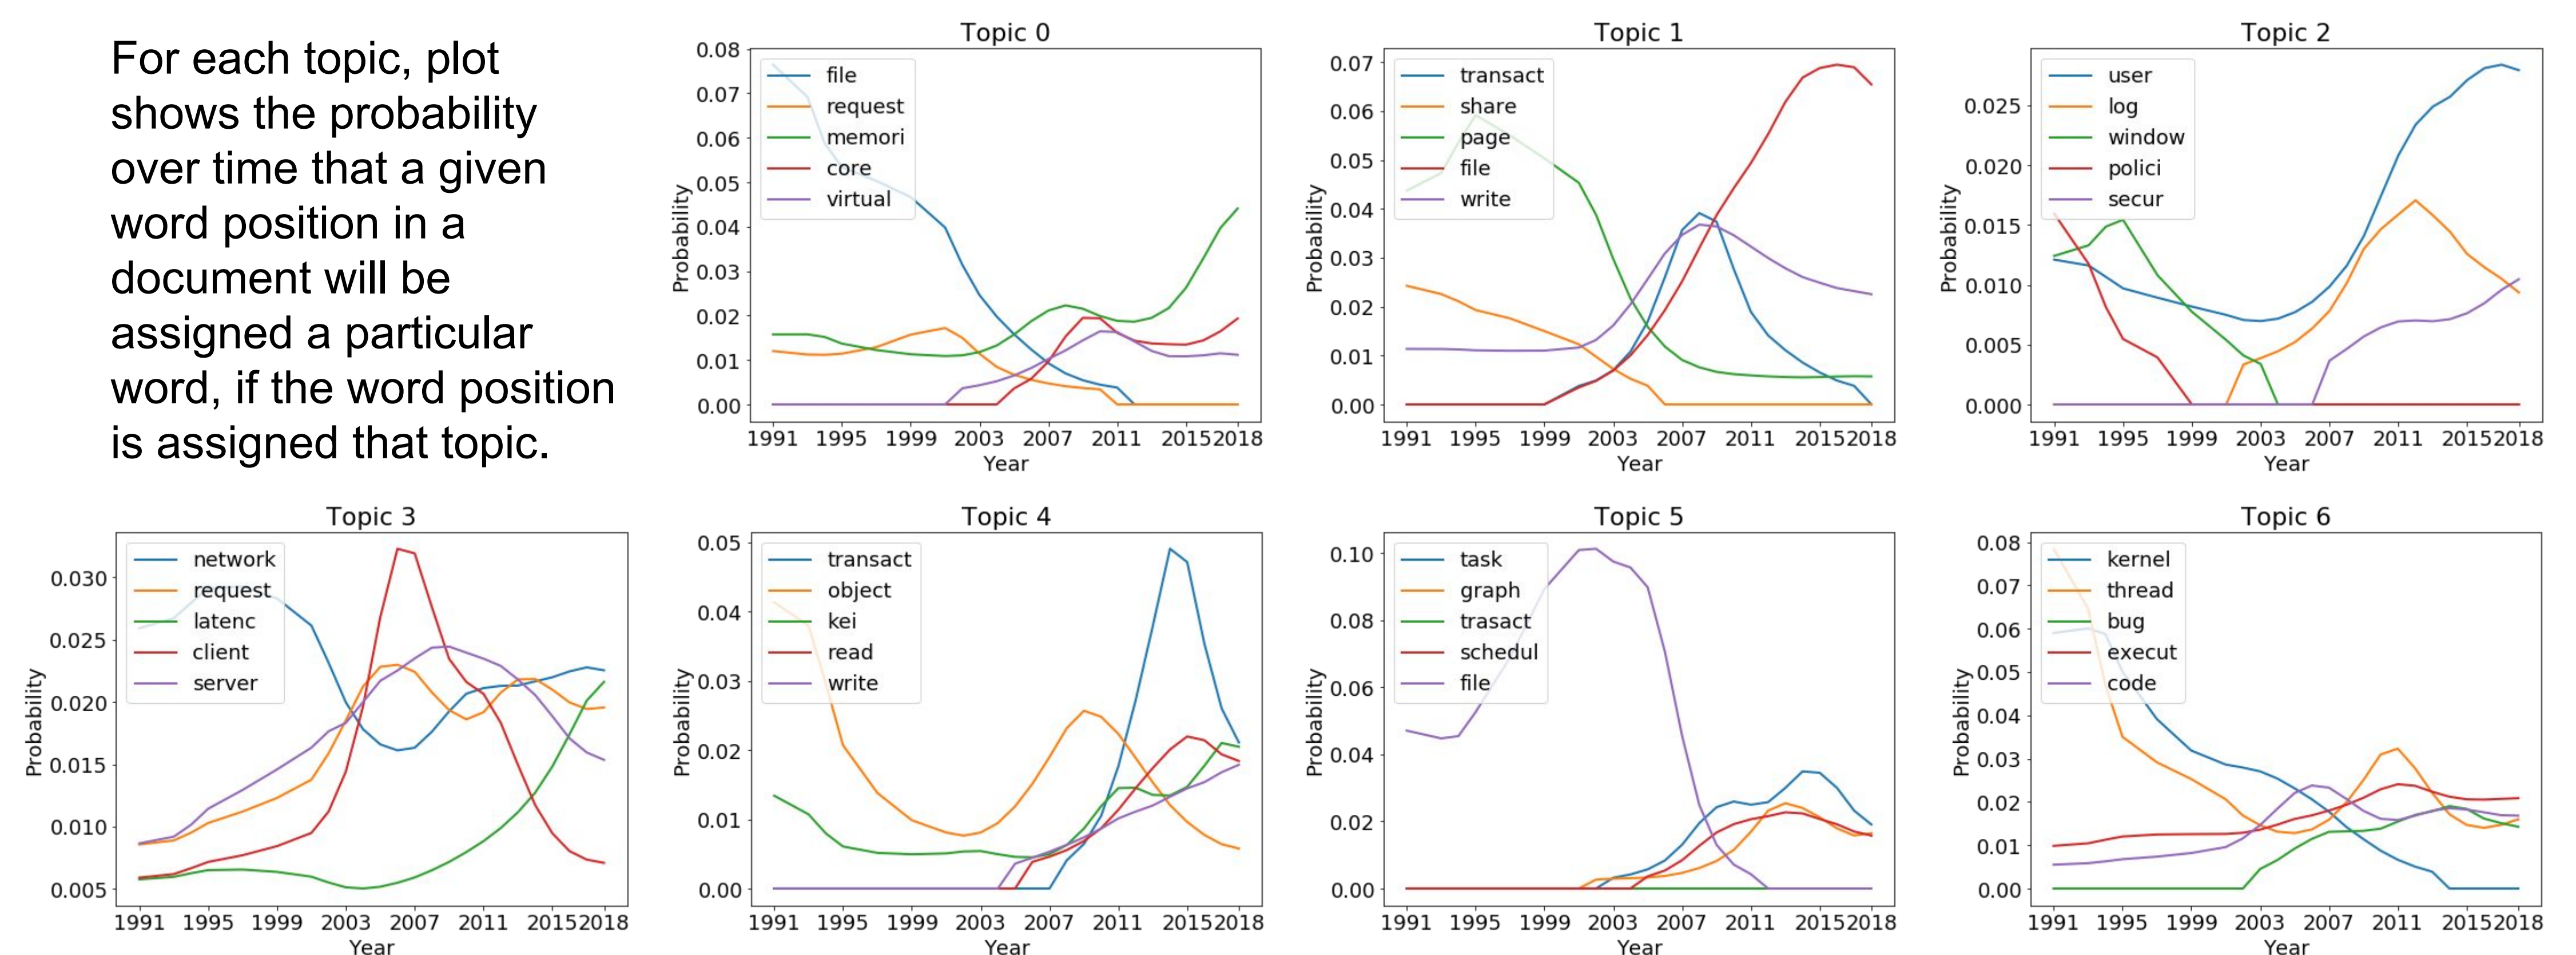 For each topic, plot
shows the probability
over time that a given
word position in a
document will be
assigned a particular
word, if the word position
is assigned that topic.
Topic 0
0.08
0.07
0.06
0.05
0.04
0.03
0.02
0.01
0.00
Probability
file
request
memori
core
virtual
1991 1995 1999 2003 2007 2011 2015 2018
Year
Topic 1
0.07
0.06
0.05
0.04
0.03
0.02
0.01
0.00
Probability
transact
share
page
file
write
1991 1995 1999 2003 2007 2011 2015 2018
Year
Topic 2
0.025
0.020
0.015
0.010
0.005
0.000
Probability
user
log
window
polici
secur
1991 1995 1999 2003 2007 2011 2015 2018
Year
Topic 3
0.030
0.025
0.020
0.015
0.010
0.005
Probability
network
request
latenc
client
server
1991 1995 1999 2003 2007 2011 2015 2018
Year
Topic 4
0.05
0.04
0.03
0.02
0.01
0.00
Probability
transact
object
kei
read
write
1991 1995 1999 2003 2007 2011 2015 2018
Year
Topic 5
0.10
0.08
0.06
0.04
0.02
0.00
Probability
task
graph
trasact
schedul
file
1991 1995 1999 2003 2007 2011 2015 2018
Year
Topic 6
0.08
0.07
0.06
0.05
0.04
0.03
0.02
0.01
0.00
Probability
kernel
thread
bug
execut
code
1991 1995 1999 2003 2007 2011 2015 2018
Year